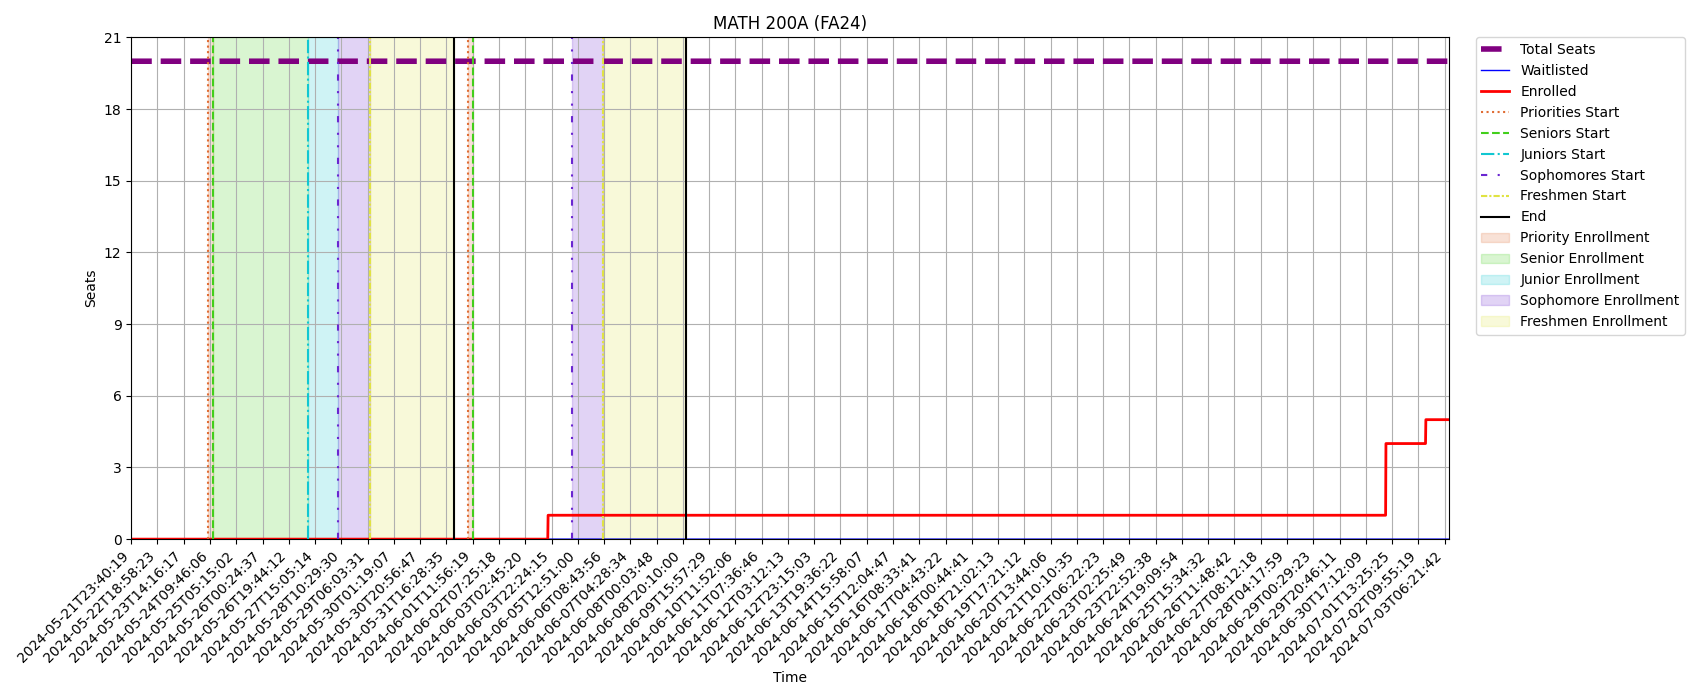 MATH 200A (FA24)
21
18
15
12
9
6
3
0
Seats
2024-05-21T23:40:19
2024-05-22T18:58:23
2024-05-23T14:16:17
2024-05-24T09:46:06
2024-05-25T05:15:02
2024-05-26T00:24:37
2024-05-26T19:44:12
2024-05-27T15:05:14
2024-05-28T10:29:30
2024-05-29T06:03:31
2024-05-30T01:19:07
2024-05-30T20:56:47
2024-05-31T16:28:35
2024-06-01T11:56:19
2024-06-02T07:25:18
2024-06-03T02:45:20
2024-06-03T22:24:15
2024-06-05T12:51:00
2024-06-06T08:43:56
2024-06-07T04:28:34
2024-06-08T00:03:48
2024-06-08T20:10:00
2024-06-09T15:57:29
2024-06-10T11:52:06
2024-06-11T07:36:46
2024-06-12T03:12:13
2024-06-12T23:15:03
2024-06-13T19:36:22
2024-06-14T15:58:07
2024-06-15T12:04:47
2024-06-16T08:33:41
2024-06-17T04:43:22
2024-06-18T00:44:41
2024-06-18T21:02:13
2024-06-19T17:21:12
2024-06-20T13:44:06
2024-06-21T10:10:35
2024-06-22T06:22:23
2024-06-23T02:25:49
2024-06-23T22:52:38
2024-06-24T19:09:54
2024-06-25T15:34:32
2024-06-26T11:48:42
2024-06-27T08:12:18
2024-06-28T04:17:59
2024-06-29T00:29:23
2024-06-29T20:46:11
2024-06-30T17:12:09
2024-07-01T13:25:25
2024-07-02T09:55:19
2024-07-03T06:21:42
Time
Total Seats
Waitlisted
Enrolled
Priorities Start
Seniors Start
Juniors Start
Sophomores Start
Freshmen Start
End
Priority Enrollment
Senior Enrollment
Junior Enrollment
Sophomore Enrollment
Freshmen Enrollment